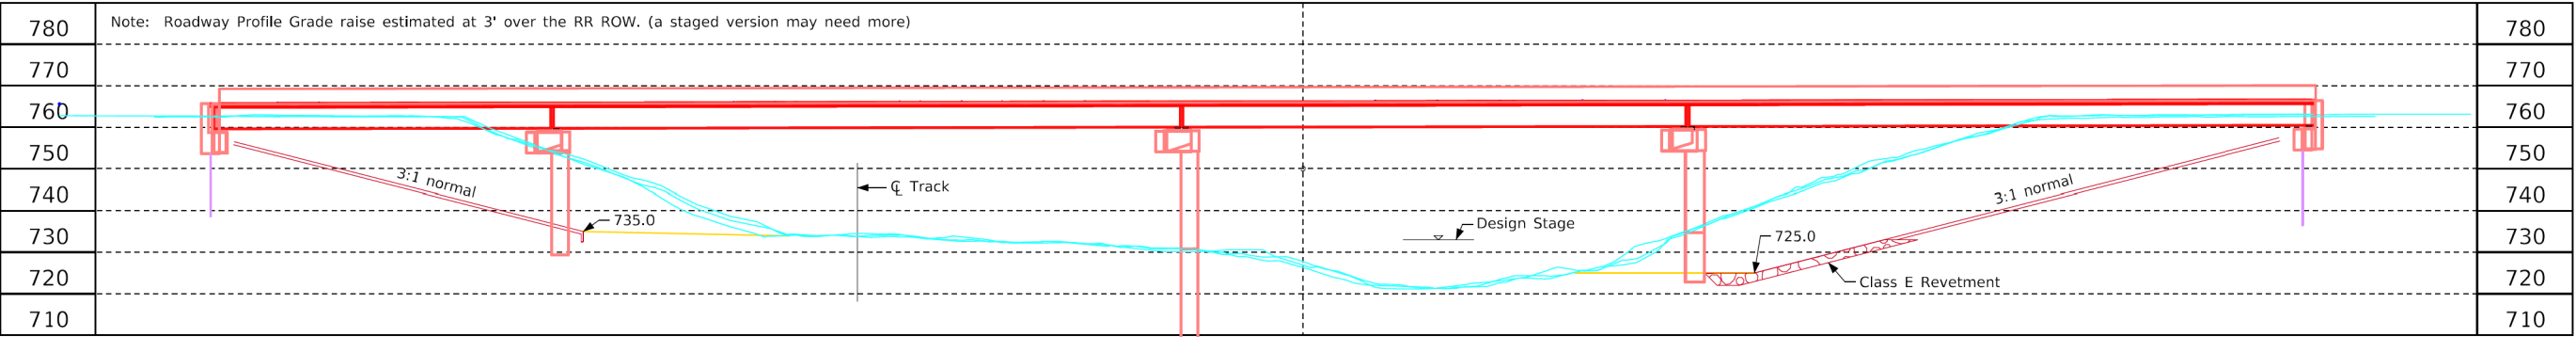 Note: Roadway Profile Grade raise estimated at 3' over the RR ROW. (a staged version may need more)
780 780
770 770
760 760
750 750
3:1 normal
℄ Track
3:1 normal
740 740
735.0
Design Stage
730 730
725.0
720 720
Class E Revetment
710 710